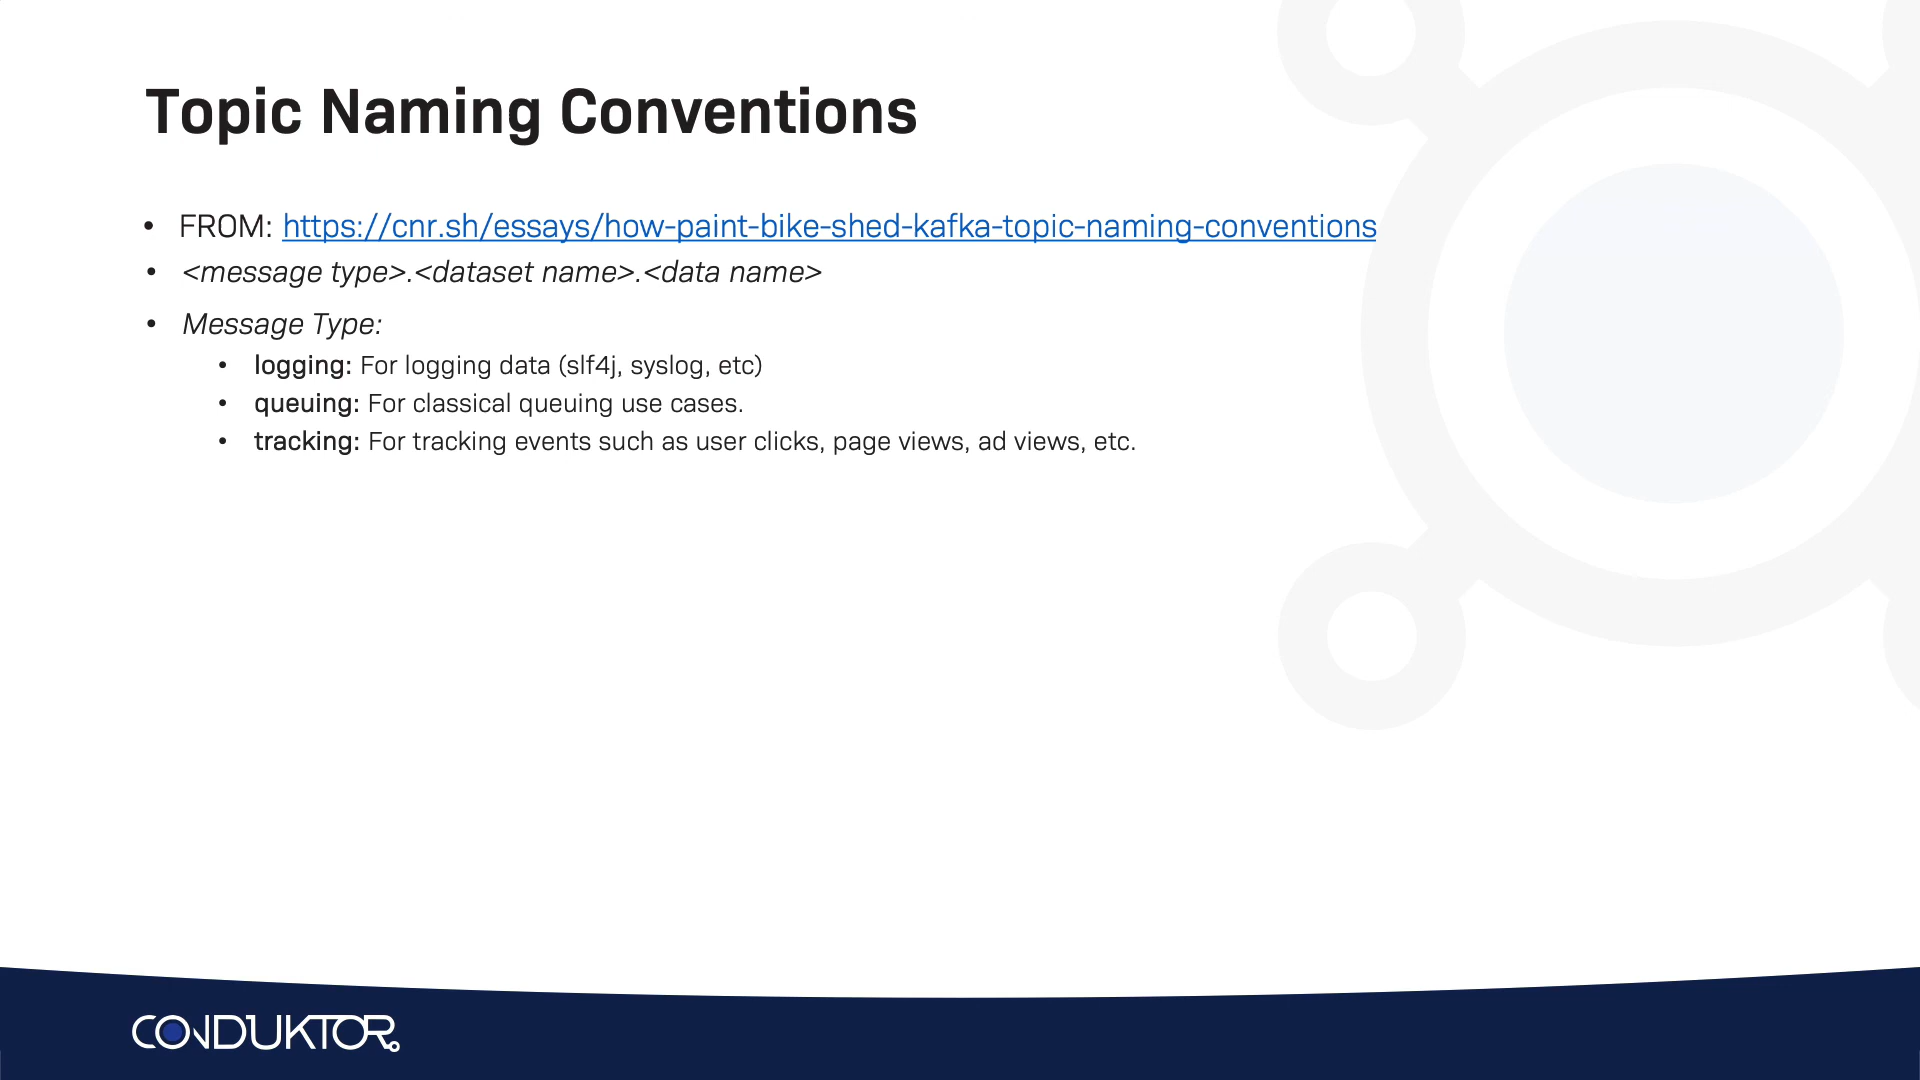 Topic Naming Conventions
• FROM: https://cnr.sh/essays/how-paint-bike-shed-kafka-topic-naming-conventions
• <message type>.<dataset name>.<data name>
• Message Type:
• logging: For logging data (slf4j, syslog, etc)
• queuing: For classical queuing use cases.
• tracking: For tracking events such as user clicks, page views, ad views, etc.
CONDUKTOR